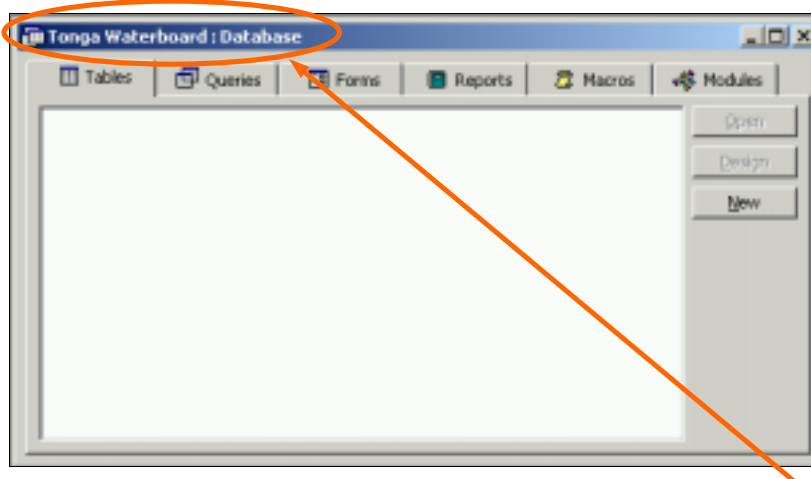 Tonga Waterboard : Database
Tables Queries Forms Reports Macros Modules
Open
Design
New